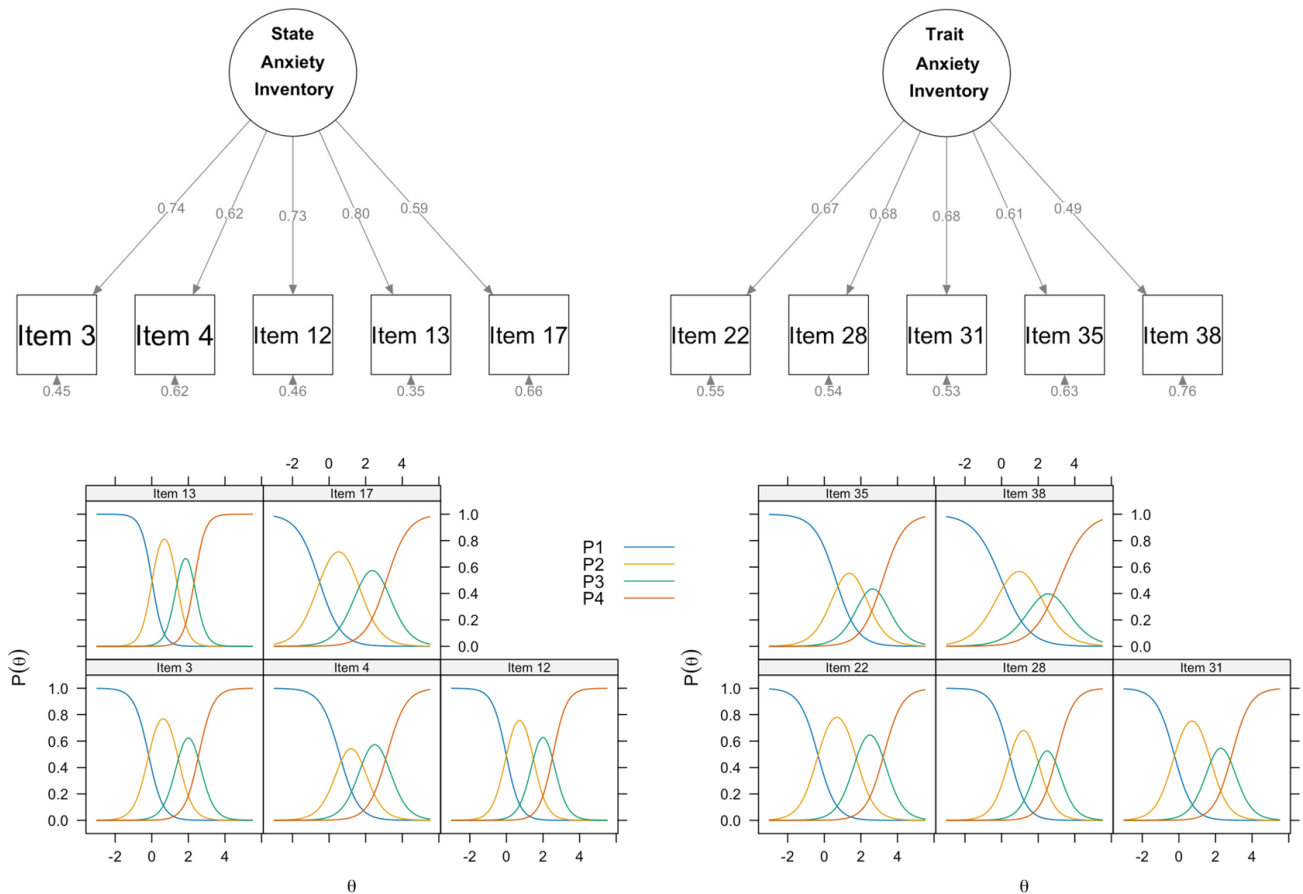 State
Anxiety
Inventory
Trait
Anxiety
Inventory
0.74
0.62
0.73
0.80
0.59
0.67
0.68
0.68
0.61
0.49
Item 3
Item 4
Item 12
Item 13
Item 17
Item 22
Item 28
Item 31
Item 35
Item 38
0.45
0.62
0.46
0.35
0.66
0.55
0.54
0.53
0.63
0.76
-2 0 2 4
Item 13
Item 17
1.0
0.8
0.6
0.4
0.2
0.0
P(θ)
Item 3
Item 4
Item 12
1.0
0.8
0.6
0.4
0.2
0.0
-2 0 2 4
-2 0 2 4
θ
P1
P2
P3
P4
-2 0 2 4
Item 35
Item 38
1.0
0.8
0.6
0.4
0.2
0.0
P(θ)
Item 22
Item 28
Item 31
1.0
0.8
0.6
0.4
0.2
0.0
-2 0 2 4
-2 0 2 4
θ